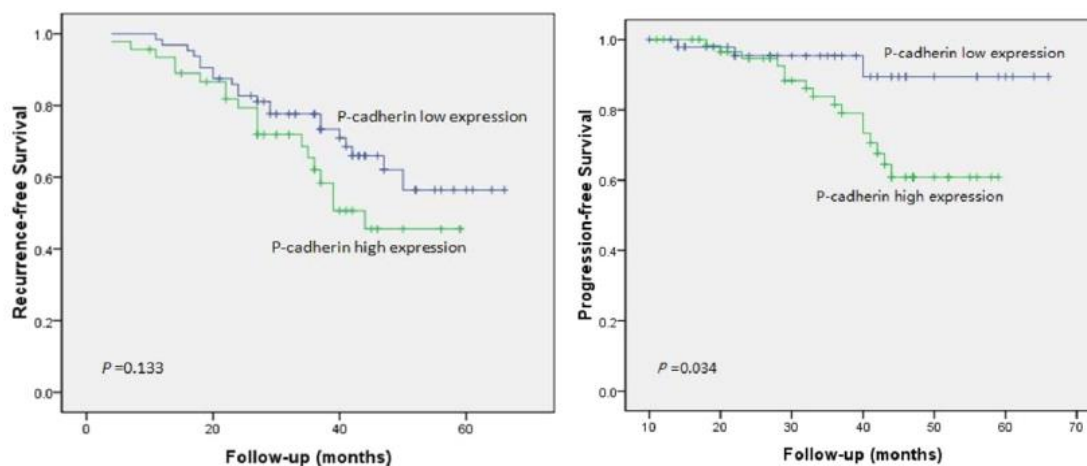 Recurrence-free Survival
1.0
0.8
0.6
0.4
0.2
0.0
P-cadherin low expression
P-cadherin high expression
P =0.133
0
20
40
60
Follow-up (months)
Progression-free Survival
1.0
0.8
0.6
0.4
0.2
0.0
P-cadherin low expression
P-cadherin high expression
P =0.034
10
20
30
40
50
60
70
Follow-up (months)